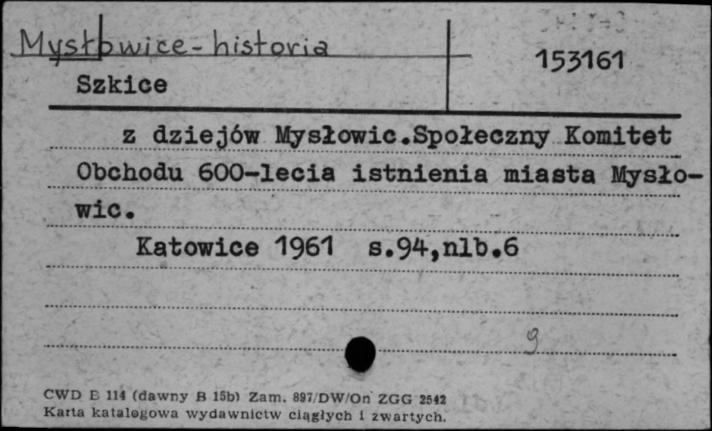 Mysłowice - historia
153161
Szkice
z dziejów Mysłowic.Społeczny Komitet
Obchodu 600-lecia istnienia miasta Mysło-
wic.
Katowice 1961 s.94,nlb.6
9
CWD E 114 (dawny B 15b) Zam. 897/DW/On ZGG 2542
Karta katalogowa wydawnictw ciągłych i zwartych.